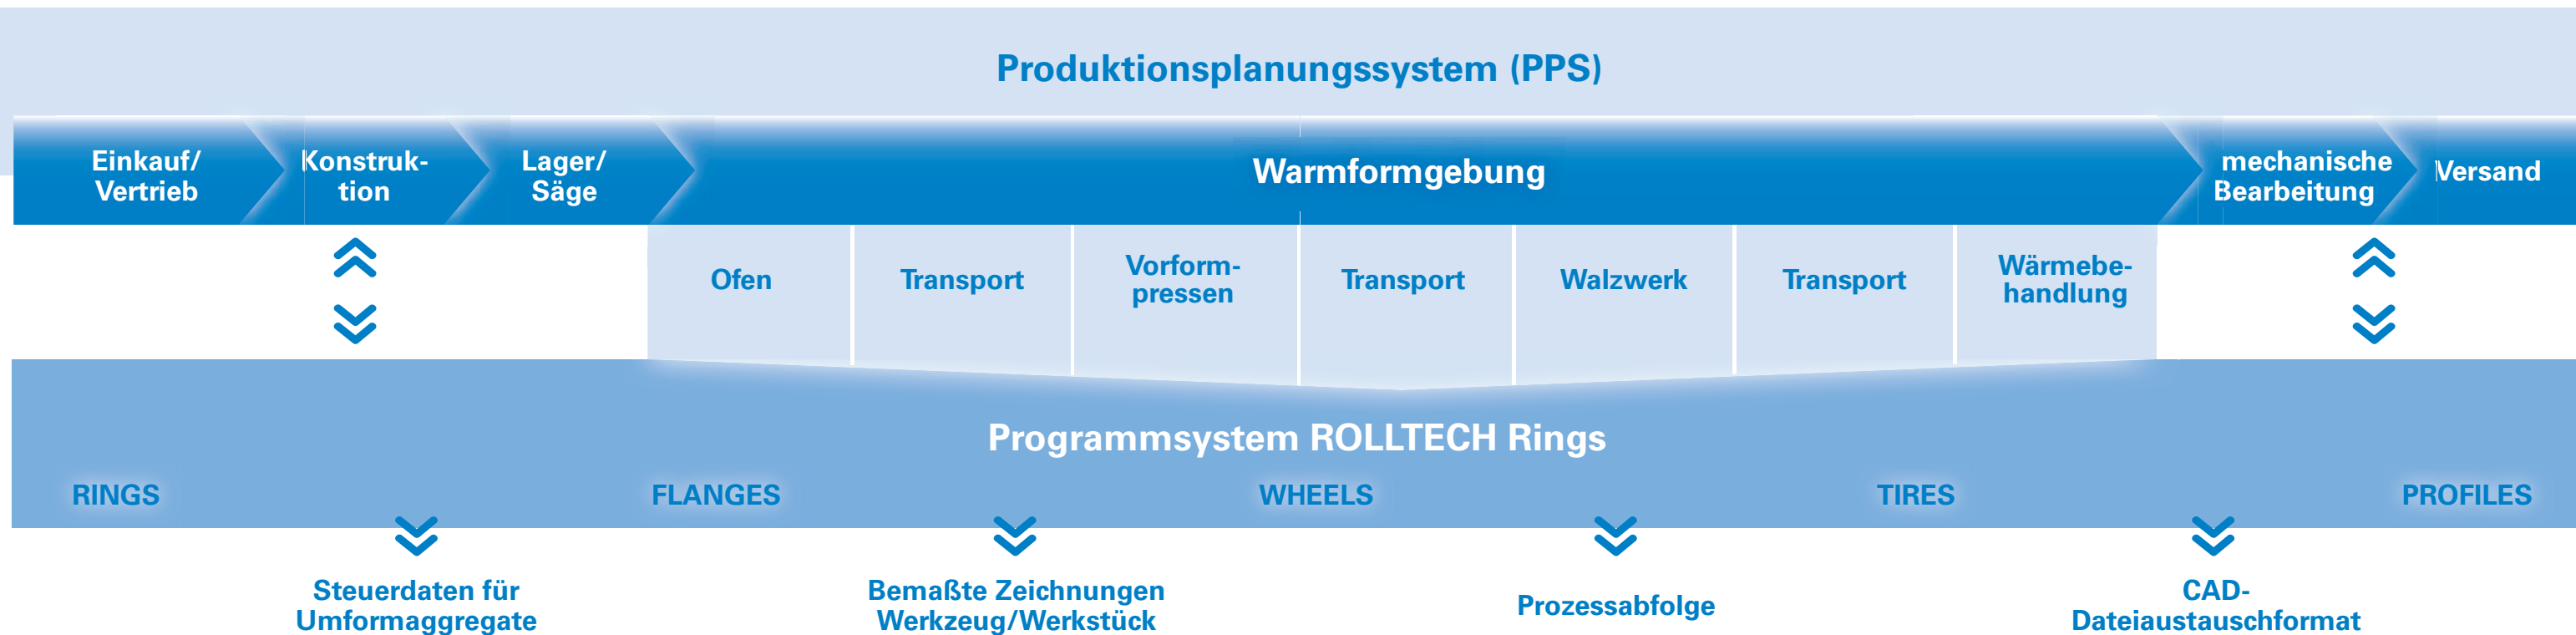 Produktionsplanungssystem (PPS)
Einkauf/
Vertrieb
Konstruk-
tion
Lager/
Säge
Warmformgebung
mechanische
Bearbeitung
Versand
Ofen
Transport
Vorform-
pressen
Transport
Walzwerk
Transport
Wärmebe-
handlung
Programmsystem ROLLTECH Rings
RINGS
FLANGES
WHEELS
TIRES
PROFILES
Steuerdaten für
Umformaggregate
Bemaßte Zeichnungen
Werkzeug/Werkstück
Prozessabfolge
CAD-
Dateiaustauschformat